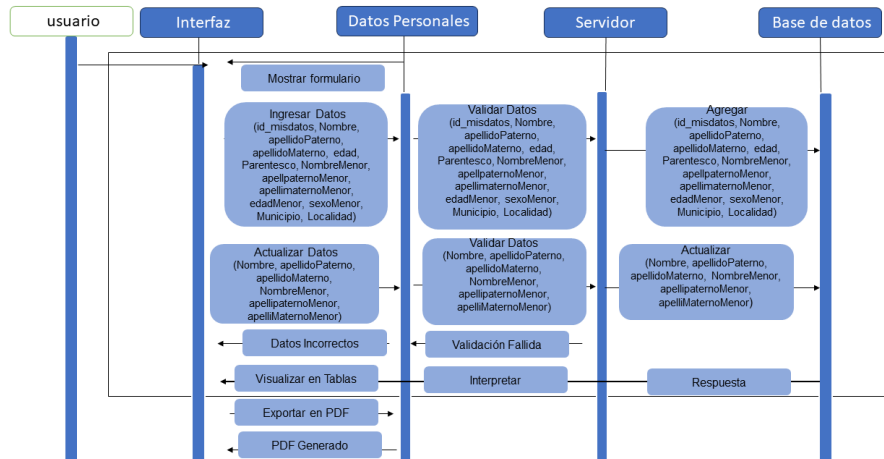 usuario
Interfaz
Datos Personales
Servidor
Base de datos
Mostrar formulario
Ingresar Datos
(id_misdatos, Nombre,
apellidoPaterno,
apellidoMaterno, edad,
Parentesco, NombreMenor,
apellpaternoMenor,
apellimaternoMenor,
edadMenor, sexoMenor,
Municipio, Localidad)
Validar Datos
(id_misdatos, Nombre,
apellidoPaterno,
apellidoMaterno, edad,
Parentesco, NombreMenor,
apellpaternoMenor,
apellimaternoMenor,
edadMenor, sexoMenor,
Municipio, Localidad)
Agregar
(id_misdatos, Nombre,
apellidoPaterno,
apellidoMaterno, edad,
Parentesco, NombreMenor,
apellpaternoMenor,
apellimaternoMenor,
edadMenor, sexoMenor,
Municipio, Localidad)
Actualizar Datos
(Nombre, apellidoPaterno,
apellidoMaterno,
NombreMenor,
apellipaternoMenor,
apelliMaternoMenor)
Validar Datos
(Nombre, apellidoPaterno,
apellidoMaterno,
NombreMenor,
apellipaternoMenor,
apelliMaternoMenor)
Actualizar
(Nombre, apellidoPaterno,
apellidoMaterno, NombreMenor,
apellipaternoMenor,
apelliMaternoMenor)
Datos Incorrectos
Validación Fallida
Visualizar en Tablas
Interpretar
Respuesta
Exportar en PDF
PDF Generado